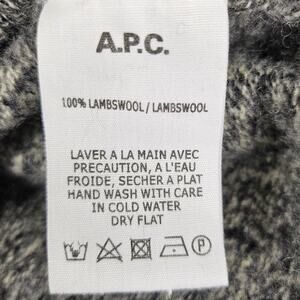 A.P.C.
100% LAMBSWOOL / LAMBSWOOL
LAVER A LA MAIN AVEC
PRECAUTION, A L'EAU
FROIDE, SECHER A PLAT
HAND WASH WITH CARE
IN COLD WATER
DRY FLAT
P